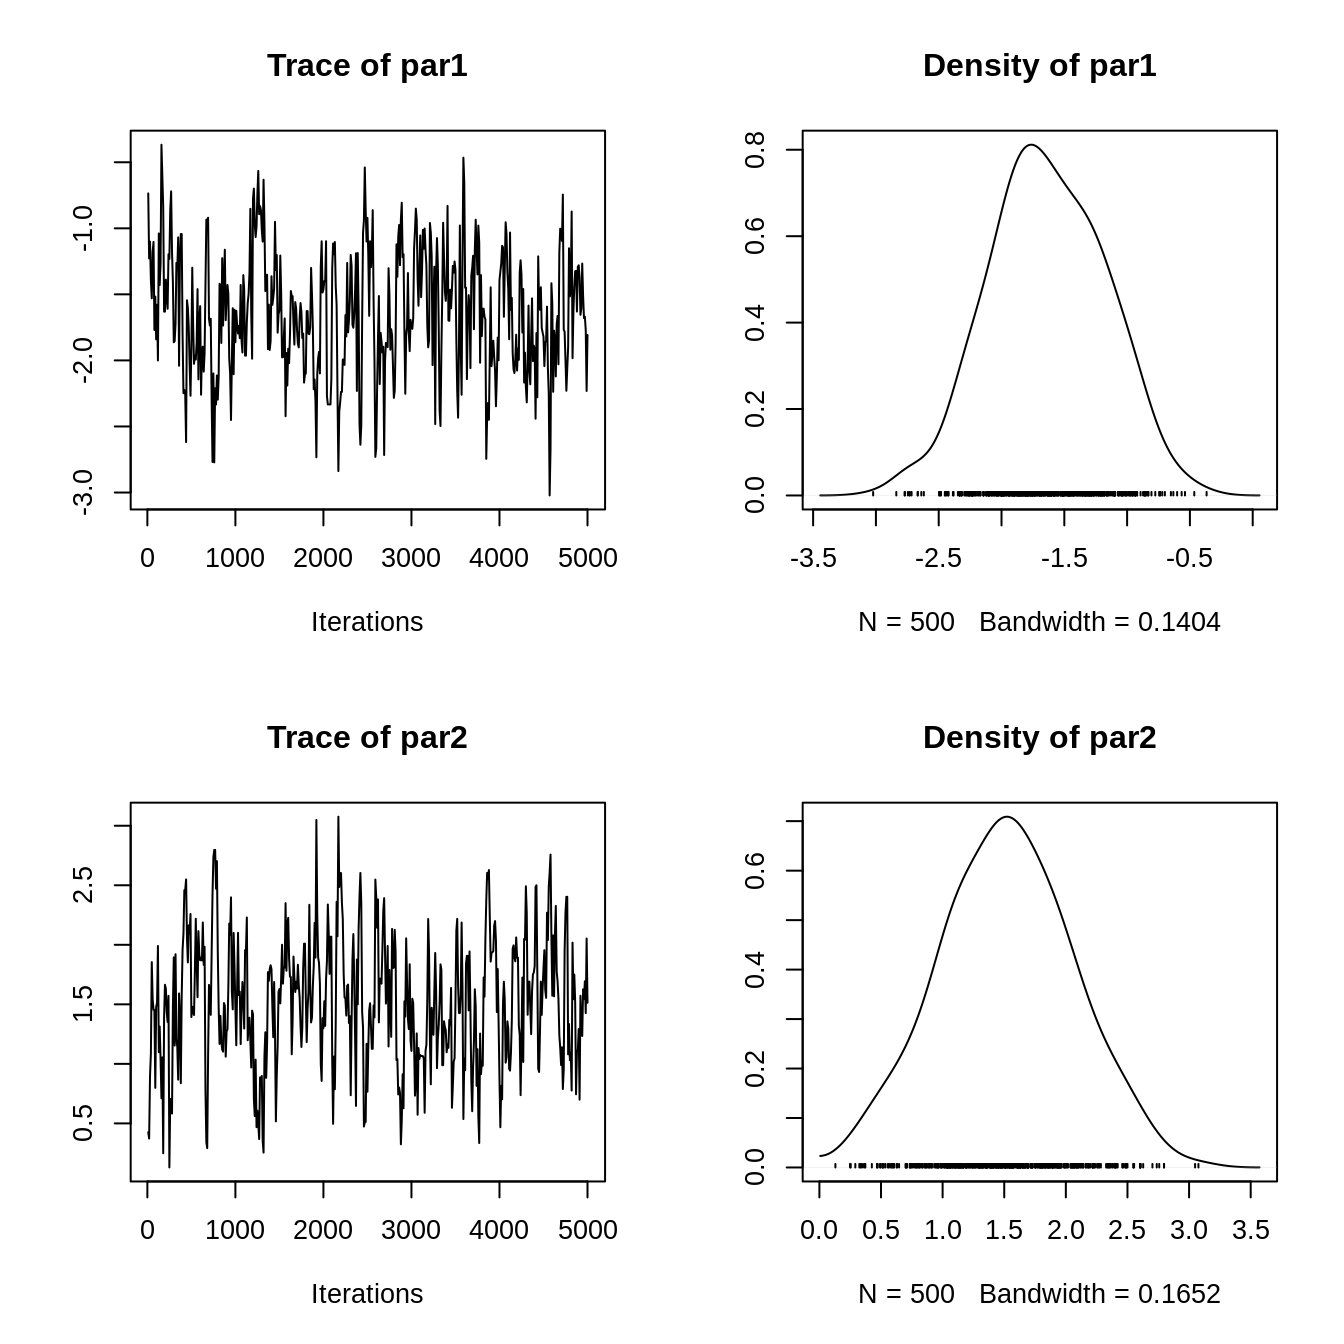 Trace of par1
-3.0 -2.0 -1.0
0 1000 2000 3000 4000 5000
Iterations
Density of par1
0.0 0.2 0.4 0.6 0.8
-3.5 -2.5 -1.5 -0.5
N = 500 Bandwidth = 0.1404
Trace of par2
0.5 1.5 2.5
0 1000 2000 3000 4000 5000
Iterations
Density of par2
0.0 0.2 0.4 0.6
0.0 0.5 1.0 1.5 2.0 2.5 3.0 3.5
N = 500 Bandwidth = 0.1652